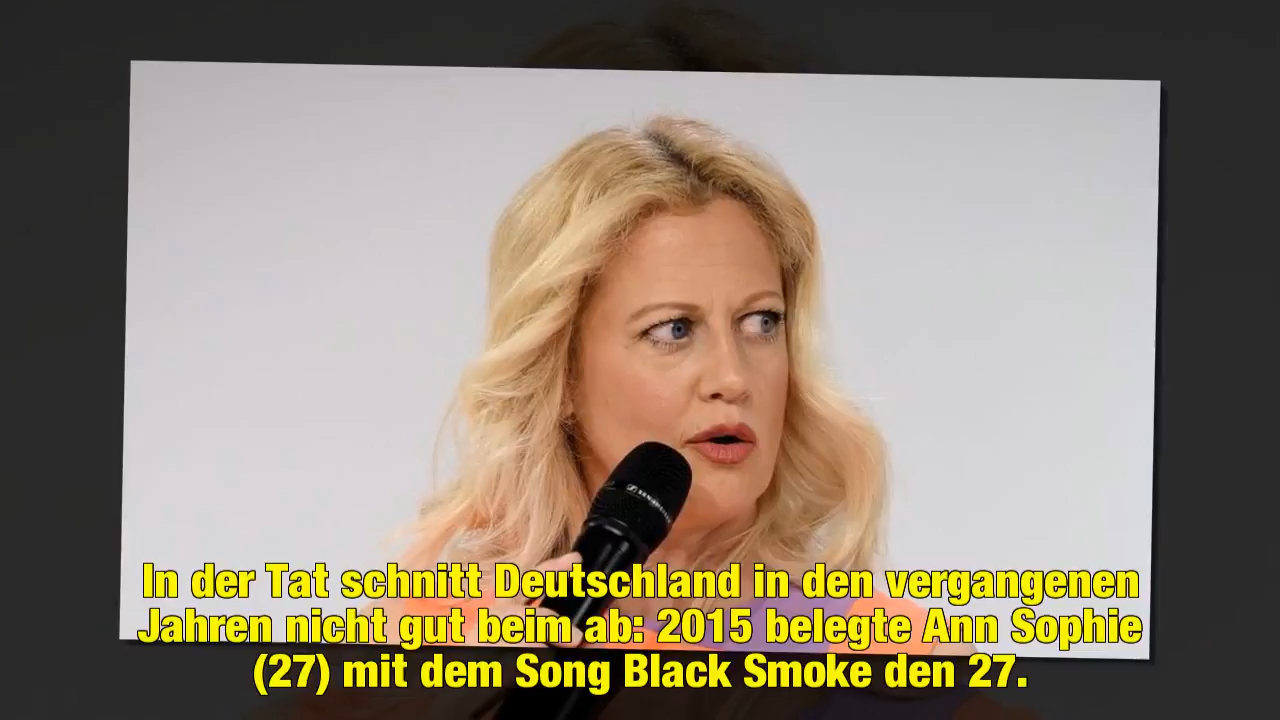 SENNHEISER
In der Tat schnitt Deutschland in den vergangenen
Jahren nicht gut beim ab: 2015 belegte Ann Sophie
(27) mit dem Song Black Smoke den 27.